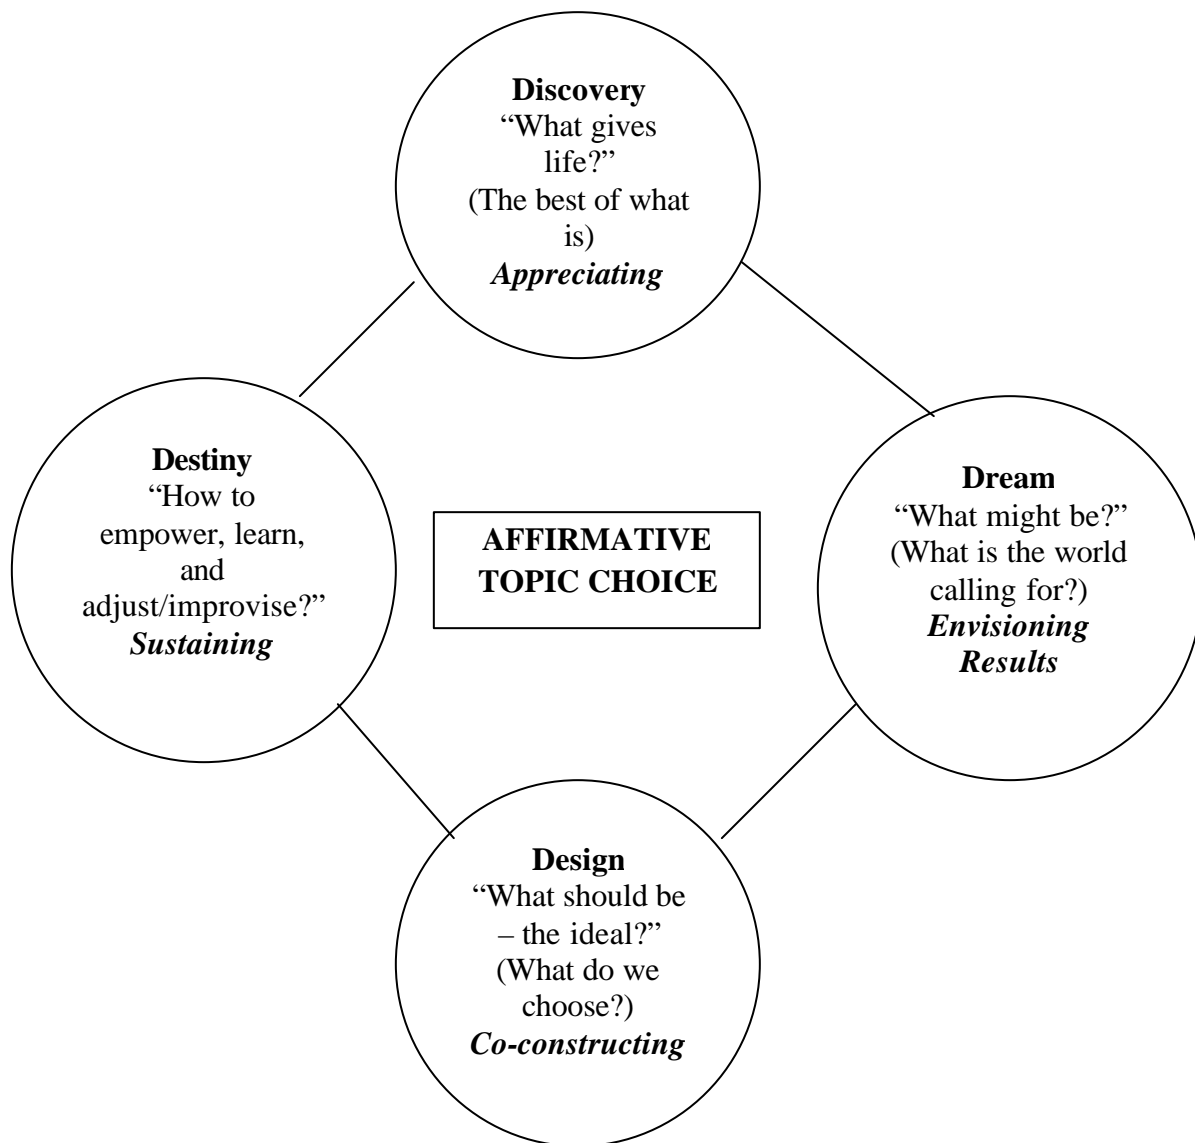 Discovery
“What gives
life?”
(The best of what
is)
Appreciating
Destiny
“How to
empower, learn,
and
adjust/improvise?”
Sustaining
AFFIRMATIVE
TOPIC CHOICE
Dream
“What might be?”
(What is the world
calling for?)
Envisioning
Results
Design
“What should be
– the ideal?”
(What do we
choose?)
Co-constructing